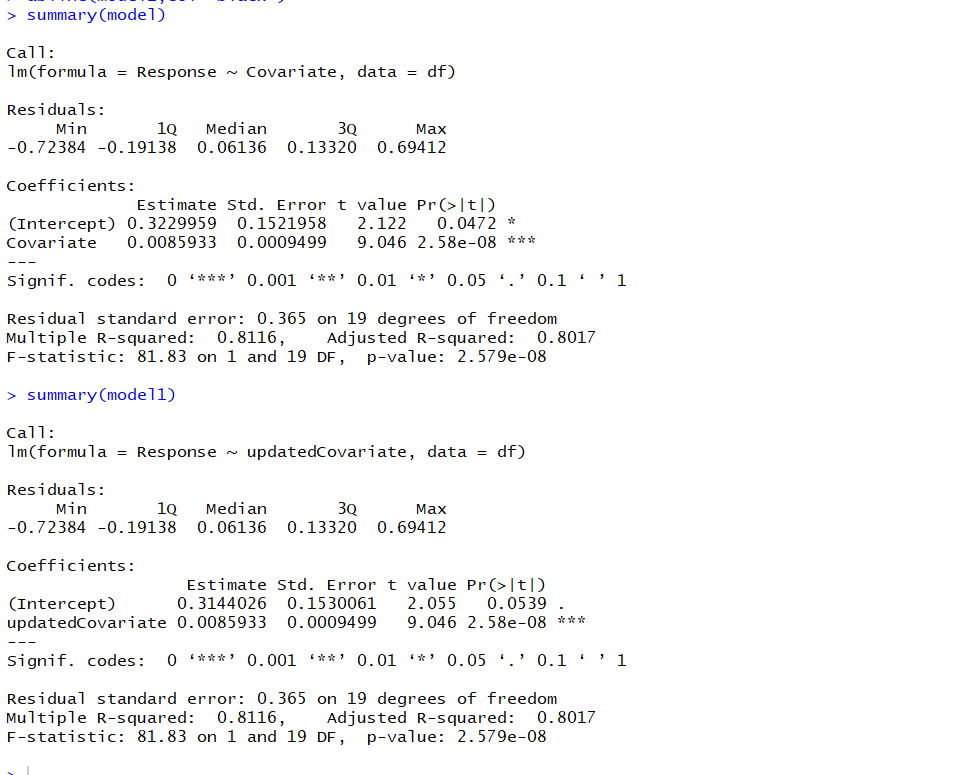 > summary(model)
Call:
lm(formula = Response ~ Covariate, data = df)
Residuals:
Min 1Q Median 3Q Max
-0.72384 -0.19138 0.06136 0.13320 0.69412
Coefficients:
Estimate Std. Error t value Pr(>|t|)
(Intercept) 0.3229959 0.1521958 2.122 0.0472 *
Covariate 0.0085933 0.0009499 9.046 2.58e-08 ***
---
Signif. codes: 0 ‘***’ 0.001 ‘**’ 0.01 ‘*’ 0.05 ‘.’ 0.1 ‘ ’ 1
Residual standard error: 0.365 on 19 degrees of freedom
Multiple R-squared: 0.8116, Adjusted R-squared: 0.8017
F-statistic: 81.83 on 1 and 19 DF, p-value: 2.579e-08
> summary(model1)
Call:
lm(formula = Response ~ updatedCovariate, data = df)
Residuals:
Min 1Q Median 3Q Max
-0.72384 -0.19138 0.06136 0.13320 0.69412
Coefficients:
Estimate Std. Error t value Pr(>|t|)
(Intercept) 0.3144026 0.1530061 2.055 0.0539 .
updatedCovariate 0.0085933 0.0009499 9.046 2.58e-08 ***
---
Signif. codes: 0 ‘***’ 0.001 ‘**’ 0.01 ‘*’ 0.05 ‘.’ 0.1 ‘ ’ 1
Residual standard error: 0.365 on 19 degrees of freedom
Multiple R-squared: 0.8116, Adjusted R-squared: 0.8017
F-statistic: 81.83 on 1 and 19 DF, p-value: 2.579e-08
>